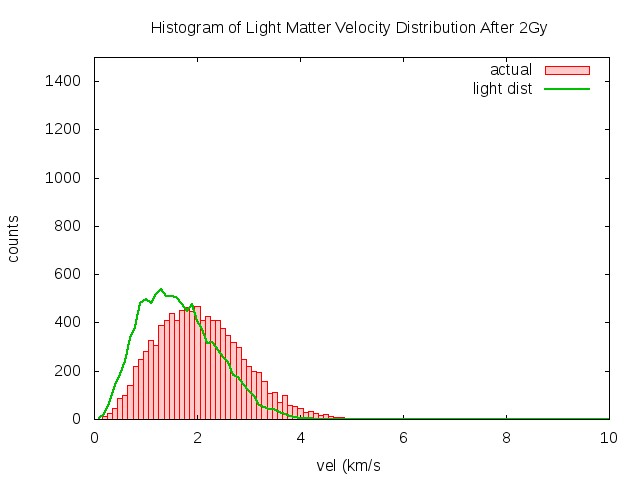 Histogram of Light Matter Velocity Distribution After 2Gy
1400
1200
1000
800
600
400
200
0
counts
actual
light dist
0 2 4 6 8 10
vel (km/s